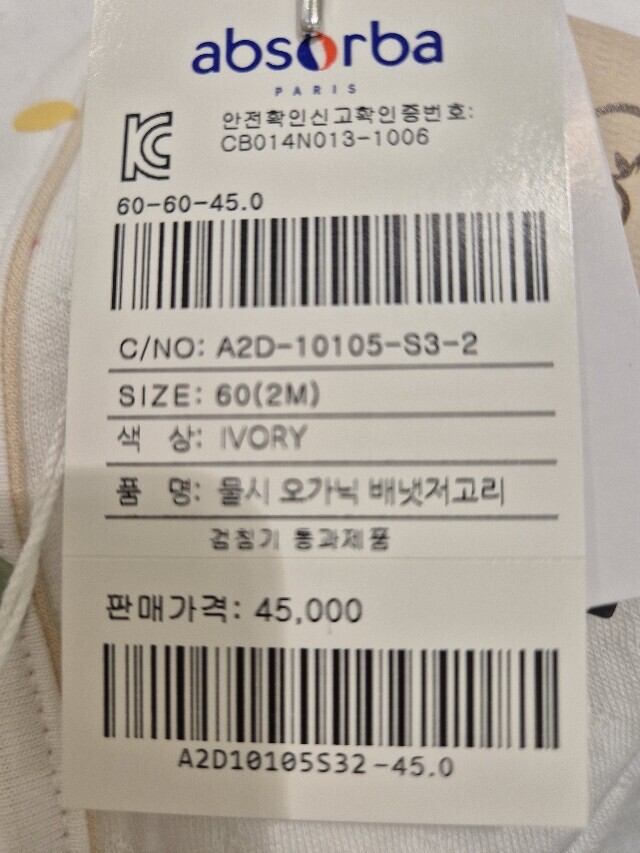 absorba
PARIS
안전확인신고확인증번호:
CB014N013-1006
60-60-45.0
C/NO: A2D-10105-S3-2
SIZE: 60(2M)
색 상: IVORY
품 명: 물시 오가닉 배냇저고리
검침기 통과제품
판매가격: 45,000
A2D10105S32-45.0